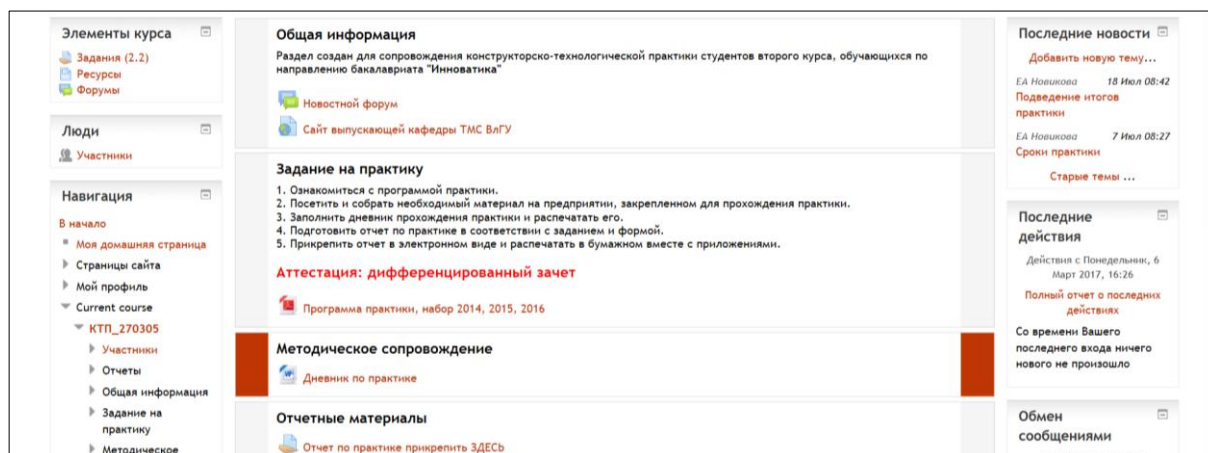 Элементы курса
Задания (2.2)
Ресурсы
Форумы
Люди
Участники
Навигация
В начало
Моя домашняя страница
Страницы сайта
Мой профиль
Current course
КТП_270305
Участники
Отчеты
Общая информация
Задание на
практику
Методическое
Общая информация
Раздел создан для сопровождения конструкторско-технологической практики студентов второго курса, обучающихся по
направлению бакалавриата "Инноватика"
Новостной форум
Сайт выпускающей кафедры ТМС ВлГУ
Задание на практику
1. Ознакомиться с программой практики.
2. Посетить и собрать необходимый материал на предприятии, закрепленном для прохождения практики.
3. Заполнить дневник прохождения практики и распечатать его.
4. Подготовить отчет по практике в соответствии с заданием и формой.
5. Прикрепить отчет в электронном виде и распечатать в бумажном вместе с приложениями.
Аттестация: дифференцированный зачет
Программа практики, набор 2014, 2015, 2016
Методическое сопровождение
Дневник по практике
Отчетные материалы
Отчет по практике прикрепить ЗДЕСЬ
Последние новости
Добавить новую тему...
ЕА Новикова 18 Июл 08:42
Подведение итогов
практики
ЕА Новикова 7 Июл 08:27
Сроки практики
Старые темы ...
Последние
действия
Действия с Понедельник, 6
Март 2017, 16:26
Полный отчет о последних
действиях
Со времени Вашего
последнего входа ничего
нового не произошло
Обмен
сообщениями